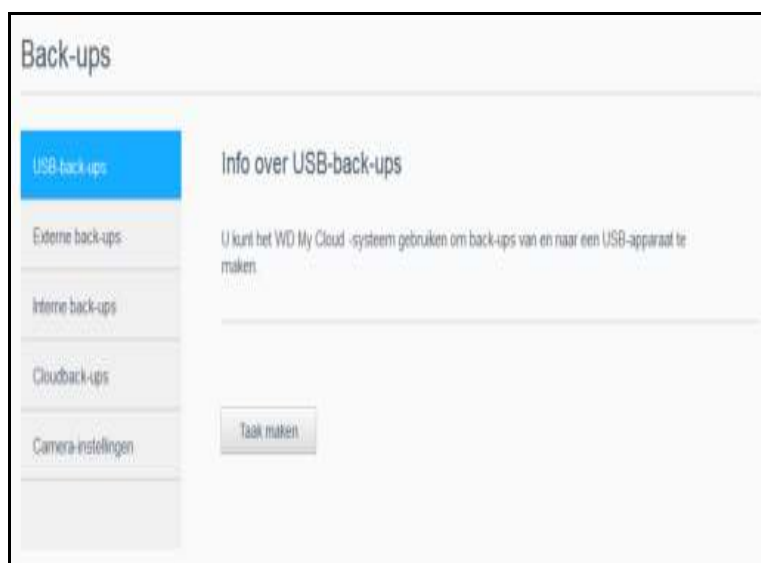 Back-ups
USB-back-ups
Externe back-ups
Interne back-ups
Cloudback-ups
Camera-instellingen
Info over USB-back-ups
U kunt het WD My Cloud -systeem gebruiken om back-ups van en naar een USB-apparaat te
maken.
Taak maken